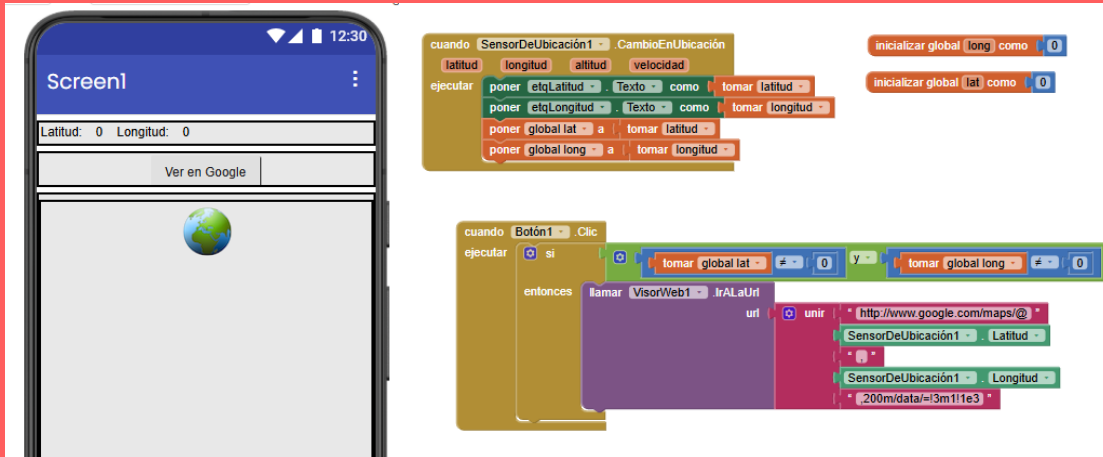 12:30
Screen1
Latitud: 0 Longitud: 0
Ver en Google
cuando SensorDeUbicación1 .CambioEnUbicación
latitud longitud altitud velocidad
ejecutar poner etqLatitud . Texto como tomar latitud
poner etqLongitud . Texto como tomar longitud
poner global lat a tomar latitud
poner global long a tomar longitud
inicializar global long como 0
inicializar global lat como 0
cuando Botón1 .Clic
ejecutar si tomar global lat ≠ 0 y tomar global long ≠ 0
entonces llamar VisorWeb1 .IrALaUrl
url unir " http://www.google.com/maps/@ "
SensorDeUbicación1 . Latitud
" , "
SensorDeUbicación1 . Longitud
" ,200m/data/=!3m1!1e3 "